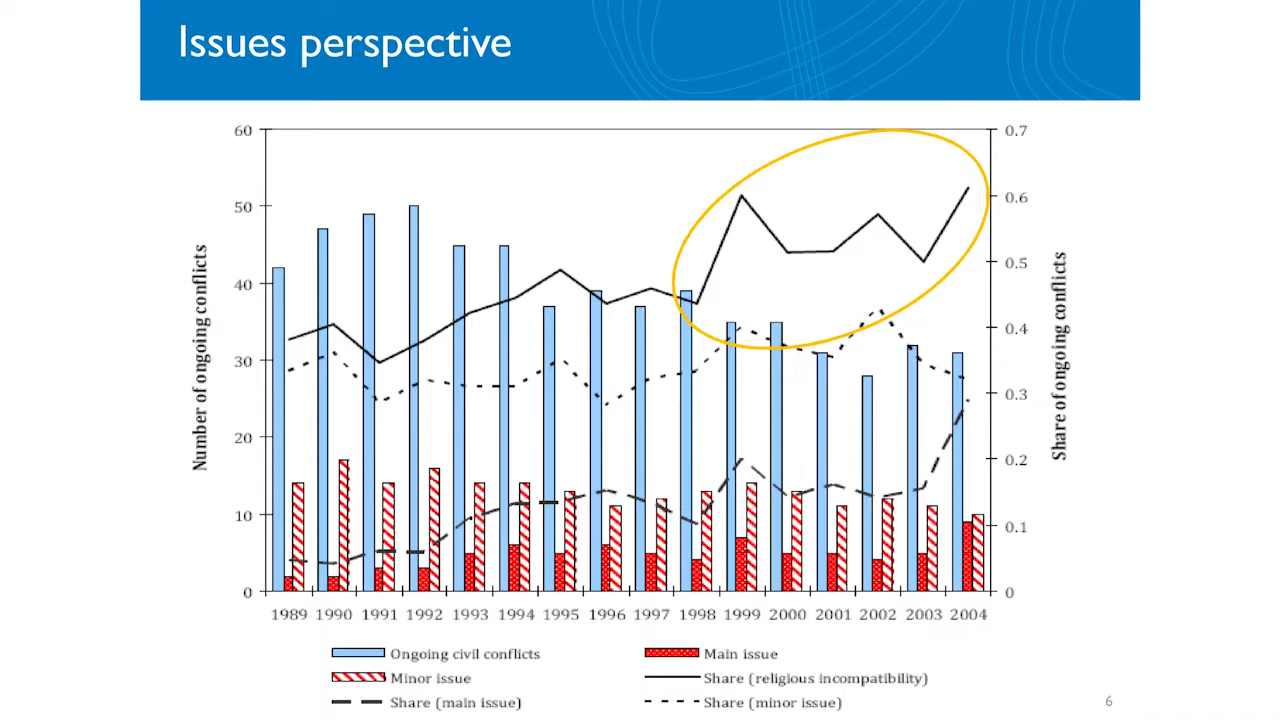 Issues perspective
60
50
40
30
20
10
0
Number of ongoing conflicts
0.7
0.6
0.5
0.4
0.3
0.2
0.1
0
Share of ongoing conflicts
1989 1990 1991 1992 1993 1994 1995 1996 1997 1998 1999 2000 2001 2002 2003 2004
Ongoing civil conflicts Main issue
Minor issue Share (religious incompatibility)
Share (main issue) Share (minor issue)
6